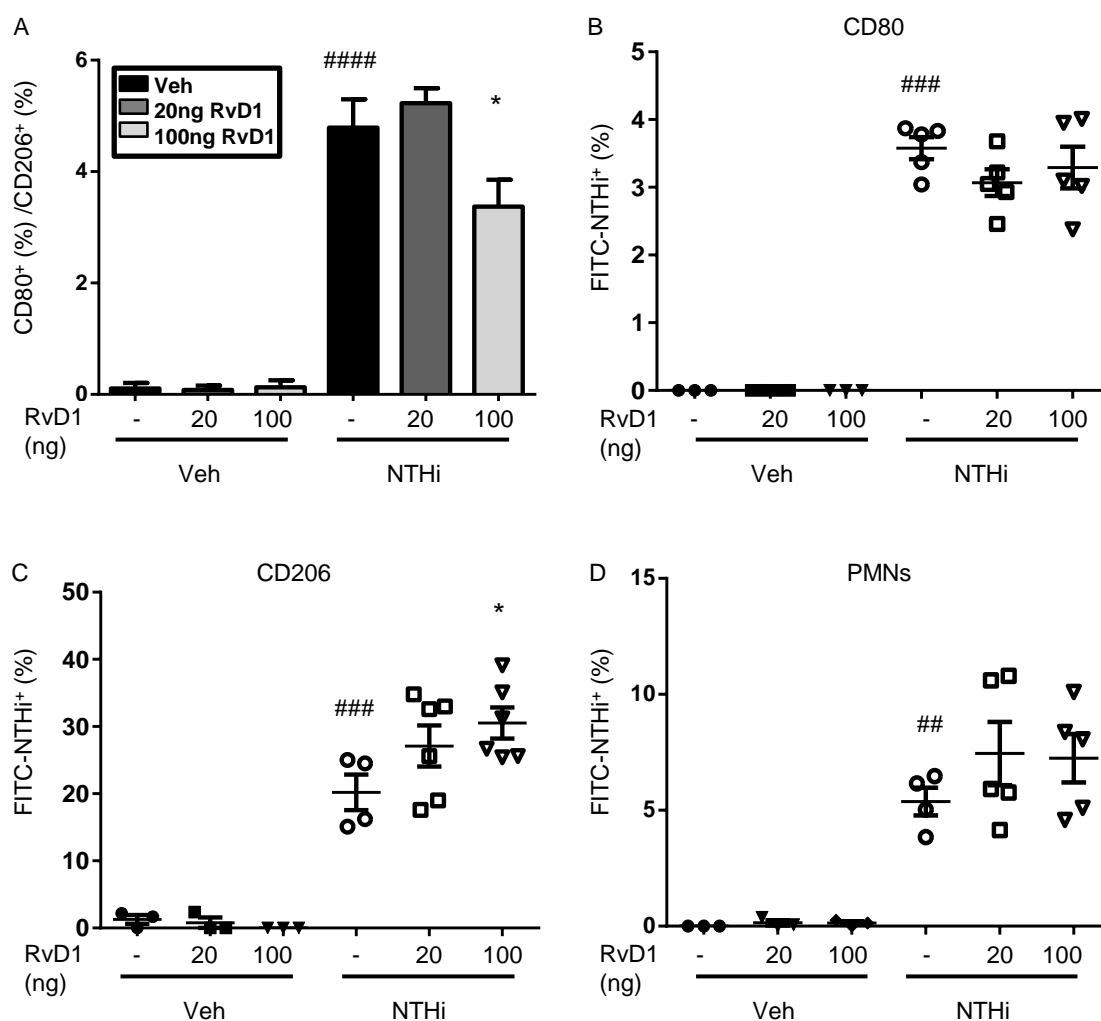 A
CD80⁺ (%) /CD206⁺ (%)
6
4
2
0
Veh
20ng RvD1
100ng RvD1
####
*
RvD1 - 20 100 - 20 100
(ng)
Veh NTHi
B CD80
FITC-NTHi⁺ (%)
5
4
3
2
1
0
###
RvD1 - 20 100 - 20 100
(ng)
Veh NTHi
C CD206
FITC-NTHi⁺ (%)
50
40
30
20
10
0
###
*
RvD1 - 20 100 - 20 100
(ng)
Veh NTHi
D PMNs
FITC-NTHi⁺ (%)
15
10
5
0
##
RvD1 - 20 100 - 20 100
(ng)
Veh NTHi